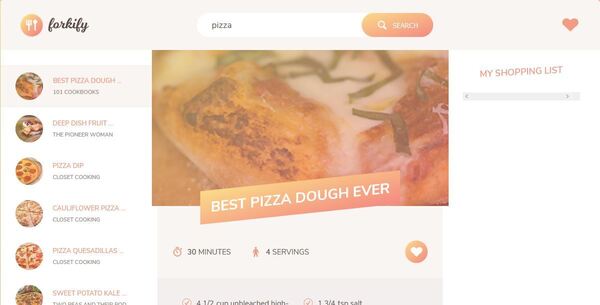 forkify
pizza
SEARCH
BEST PIZZA DOUGH ...
101 COOKBOOKS
DEEP DISH FRUIT ...
THE PIONEER WOMAN
PIZZA DIP
CLOSET COOKING
CAULIFLOWER PIZZA ...
CLOSET COOKING
PIZZA QUESADILLAS ...
CLOSET COOKING
SWEET POTATO KALE ...
TWO PEAS AND THEIR POD
BEST PIZZA DOUGH EVER
30 MINUTES
4 SERVINGS
4 1/2 cup unbleached high-
1 3/4 tsp salt
MY SHOPPING LIST